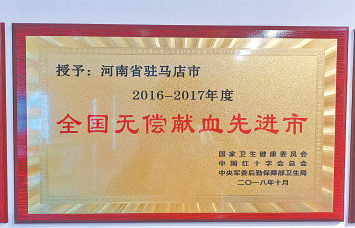 授予：河南省驻马店市
2016-2017年度
全国无偿献血先进市
国家卫生健康委员会
中国红十字会总会
中央军委后勤保障部卫生局
二〇一八年十月